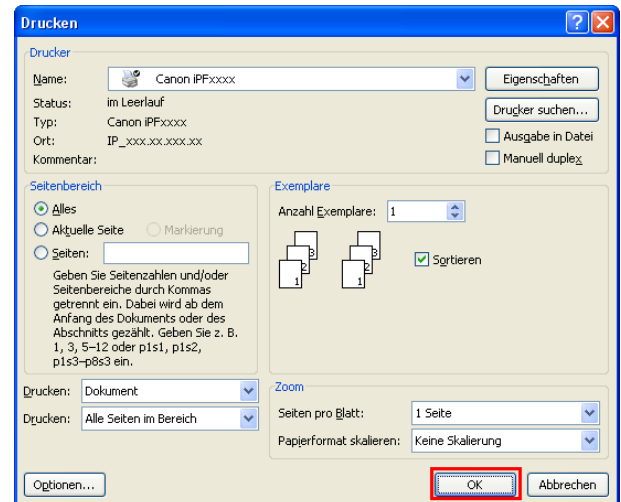 Drucken
Drucker
Name: Canon iPFxxxx Eigenschaften
Status: im Leerlauf
Drucker suchen...
Typ: Canon iPFxxxx
Ort: IP_xxx.xx.xxx.xx Ausgabe in Datei
Kommentar: Manuell duplex
Seitenbereich
Alles
Aktuelle Seite Markierung
Seiten:
Geben Sie Seitenzahlen und/oder
Seitenbereiche durch Kommas
getrennt ein. Dabei wird ab dem
Anfang des Dokuments oder des
Abschnitts gezählt. Geben Sie z. B.
1, 3, 5–12 oder p1s1, p1s2,
p1s3–p8s3 ein.
Exemplare
Anzahl Exemplare: 1
3 3
2 2
1 1
Sortieren
Drucken: Dokument
Drucken: Alle Seiten im Bereich
Zoom
Seiten pro Blatt: 1 Seite
Papierformat skalieren: Keine Skalierung
Optionen... OK Abbrechen